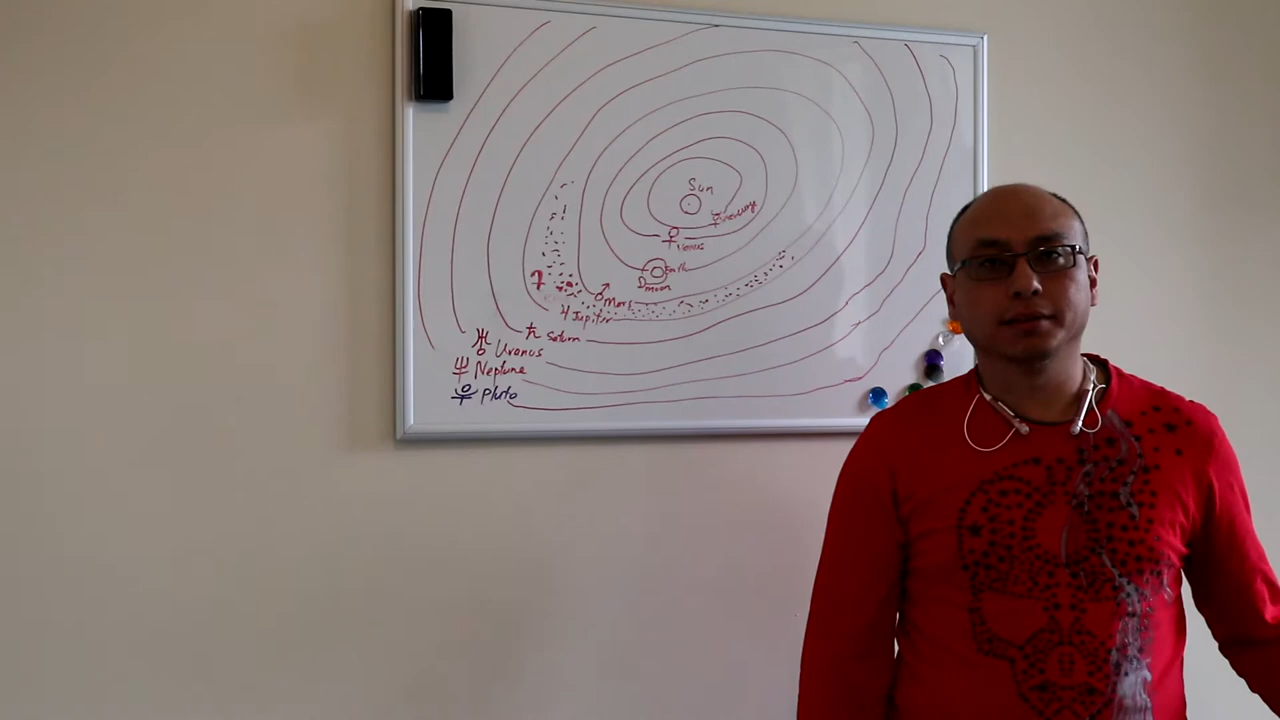 Sun
☿ mercury
♀ Venus
Earth
☽ moon
♂ Mars
♃ Jupiter
♄ Saturn
♅ Uranus
♆ Neptune
Pluto